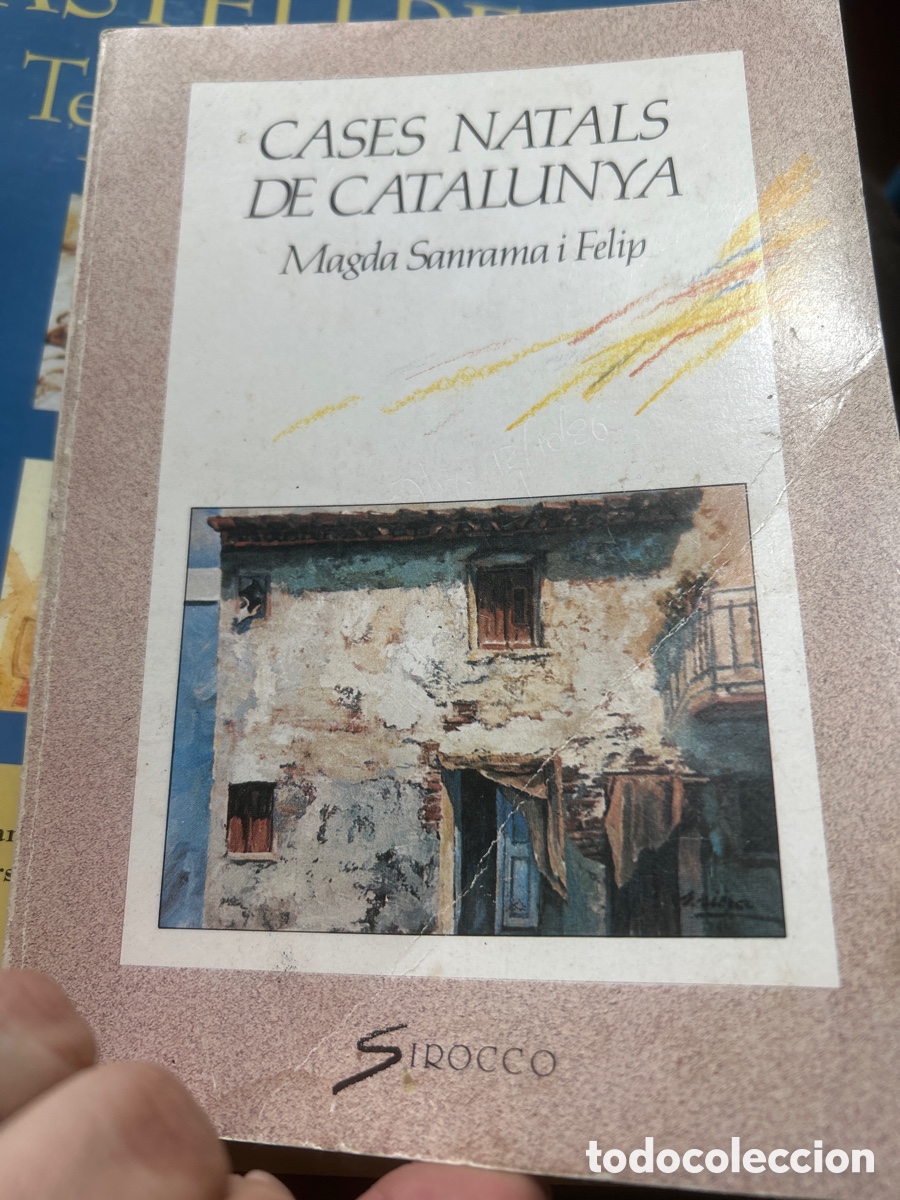 CASES NATALS
DE CATALUNYA
Magda Sanrama i Felip
SIROCCO
todocoleccion